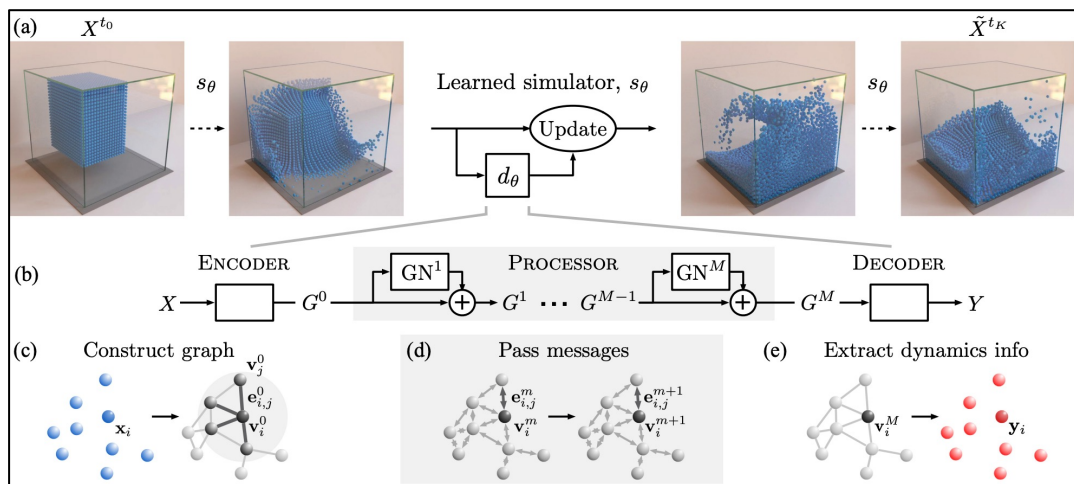 (a)
X^{t_0}
s_θ
Learned simulator, s_θ
Update
d_θ
X̃^{t_K}
s_θ
(b)
ENCODER
PROCESSOR
DECODER
GN^1
GN^M
X
G^0
+
G^1
···
G^{M−1}
+
G^M
Y
(c)
Construct graph
x_i
v_j^0
e_{i,j}^0
v_i^0
(d)
Pass messages
e_{i,j}^m
v_i^m
e_{i,j}^{m+1}
v_i^{m+1}
(e)
Extract dynamics info
v_i^M
y_i